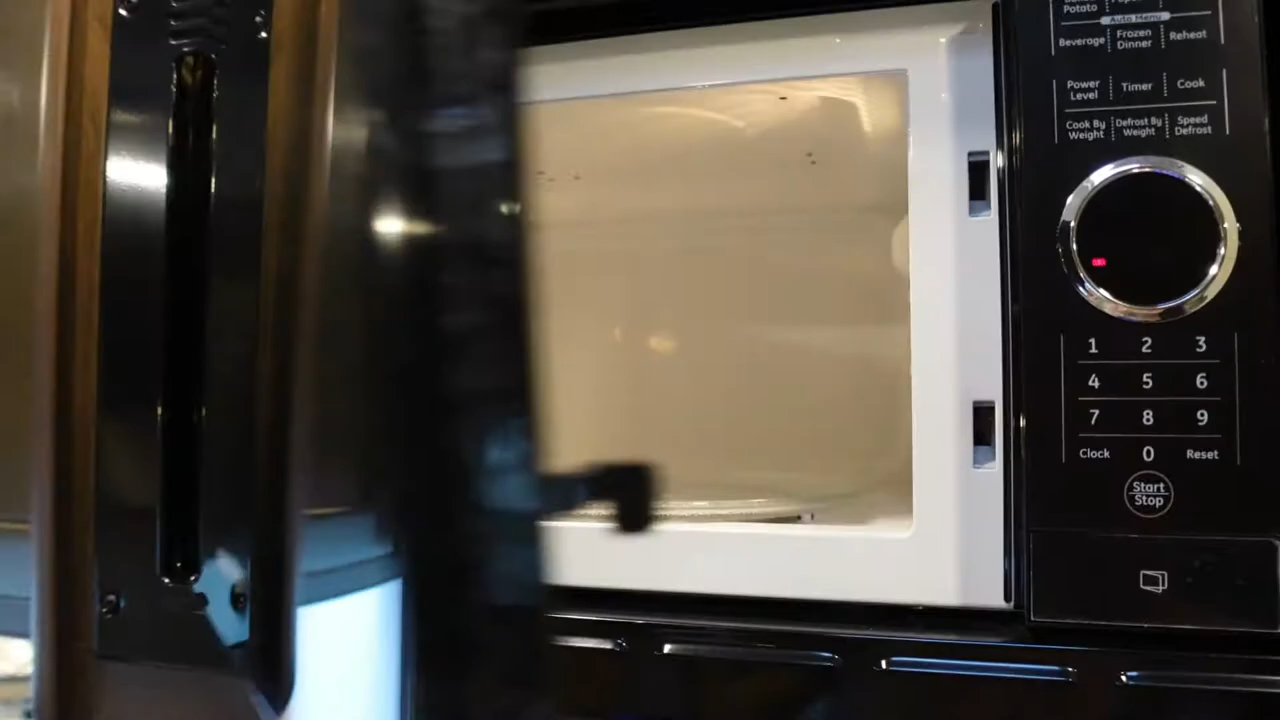 Potato
Auto Menu
Beverage Frozen Dinner Reheat
Power Level Timer Cook
Cook By Weight Defrost By Weight Speed Defrost
1 2 3
4 5 6
7 8 9
Clock 0 Reset
Start
Stop